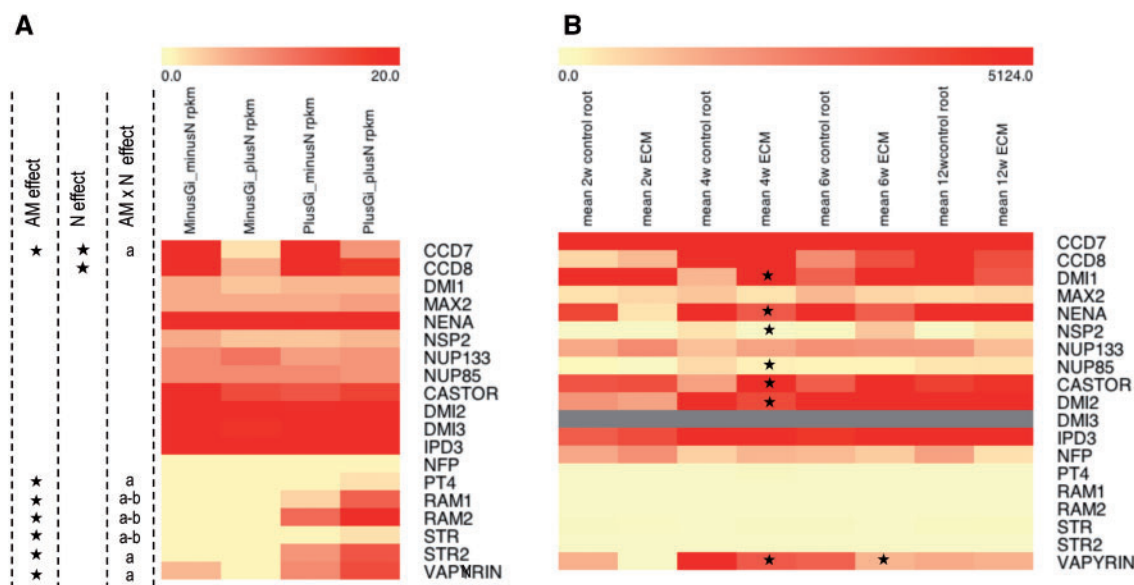 A
0.0
20.0
AM effect
N effect
AM x N effect
MinusGi_minusN rpkm
MinusGi_plusN rpkm
PlusGi_minusN rpkm
PlusGi_plusN rpkm
★ ★ a CCD7
★ CCD8
DMI1
MAX2
NENA
NSP2
NUP133
NUP85
CASTOR
DMI2
DMI3
IPD3
NFP
★ a PT4
★ a-b RAM1
★ a-b RAM2
★ a-b STR
★ a STR2
★ a VAPYRIN
B
0.0
5124.0
mean 2w control root
mean 2w ECM
mean 4w control root
mean 4w ECM
mean 6w control root
mean 6w ECM
mean 12wcontrol root
mean 12w ECM
CCD7
CCD8
★ DMI1
MAX2
★ NENA
★ NSP2
NUP133
★ NUP85
★ CASTOR
★ DMI2
DMI3
IPD3
NFP
PT4
RAM1
RAM2
STR
STR2
★ ★ VAPYRIN